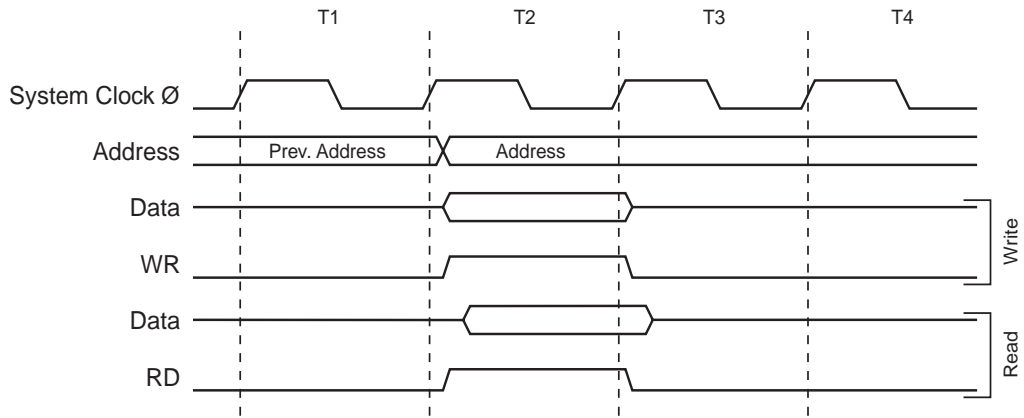 T1 T2 T3 T4
System Clock Ø
Address Prev. Address Address
Data
WR
Write
Data
RD
Read